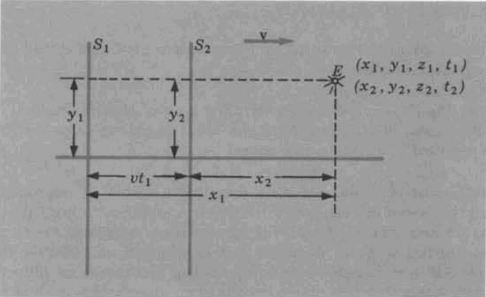 S₁ S₂ v
E (x₁, y₁, z₁, t₁)
(x₂, y₂, z₂, t₂)
y₁ y₂
vt₁ x₂
x₁